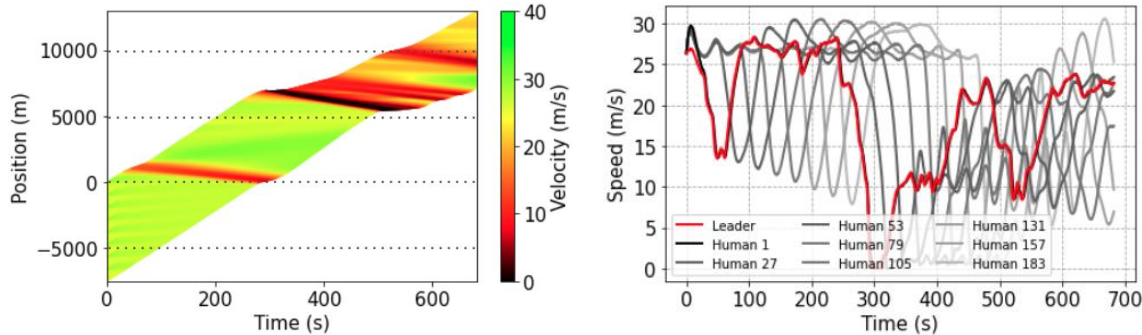 10000
5000
0
−5000
Position (m)
0
200
400
600
Time (s)
40
30
20
10
0
Velocity (m/s)
30
25
20
15
10
5
0
Speed (m/s)
Leader
Human 1
Human 27
Human 53
Human 79
Human 105
Human 131
Human 157
Human 183
0 100 200 300 400 500 600 700
Time (s)